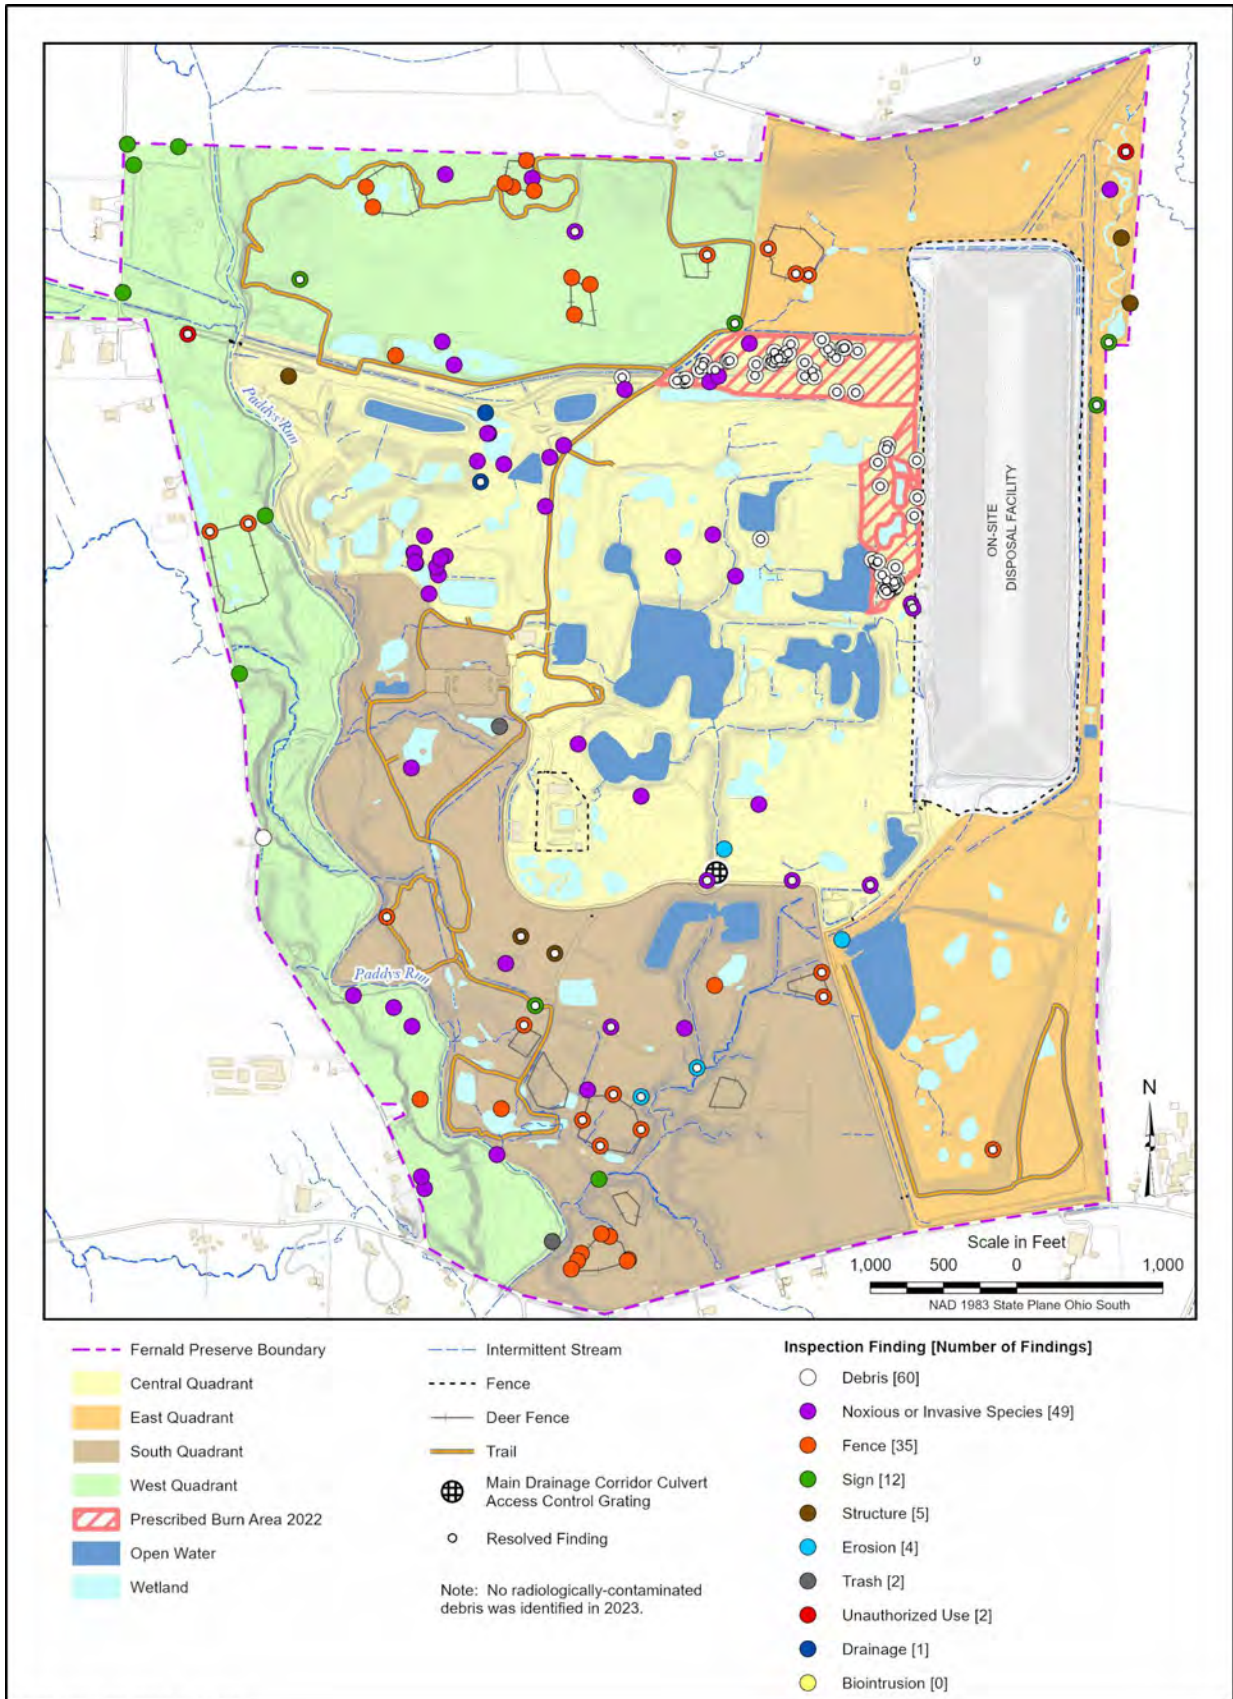 Paddys Run
ON-SITE
DISPOSAL FACILITY
Paddys Run
N
Scale in Feet
1,000 500 0 1,000
NAD 1983 State Plane Ohio South
Fernald Preserve Boundary
Central Quadrant
East Quadrant
South Quadrant
West Quadrant
Prescribed Burn Area 2022
Open Water
Wetland
Intermittent Stream
Fence
Deer Fence
Trail
Main Drainage Corridor Culvert
Access Control Grating
Resolved Finding
Note: No radiologically-contaminated
debris was identified in 2023.
Inspection Finding [Number of Findings]
Debris [60]
Noxious or Invasive Species [49]
Fence [35]
Sign [12]
Structure [5]
Erosion [4]
Trash [2]
Unauthorized Use [2]
Drainage [1]
Biointrusion [0]